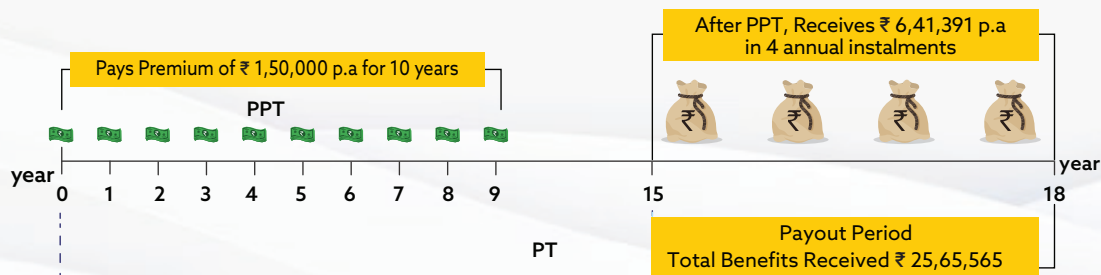 After PPT, Receives ₹ 6,41,391 p.a
in 4 annual instalments
Pays Premium of ₹ 1,50,000 p.a for 10 years
PPT
₹ ₹ ₹ ₹
year
0 1 2 3 4 5 6 7 8 9 15 18
year
PT
Payout Period
Total Benefits Received ₹ 25,65,565